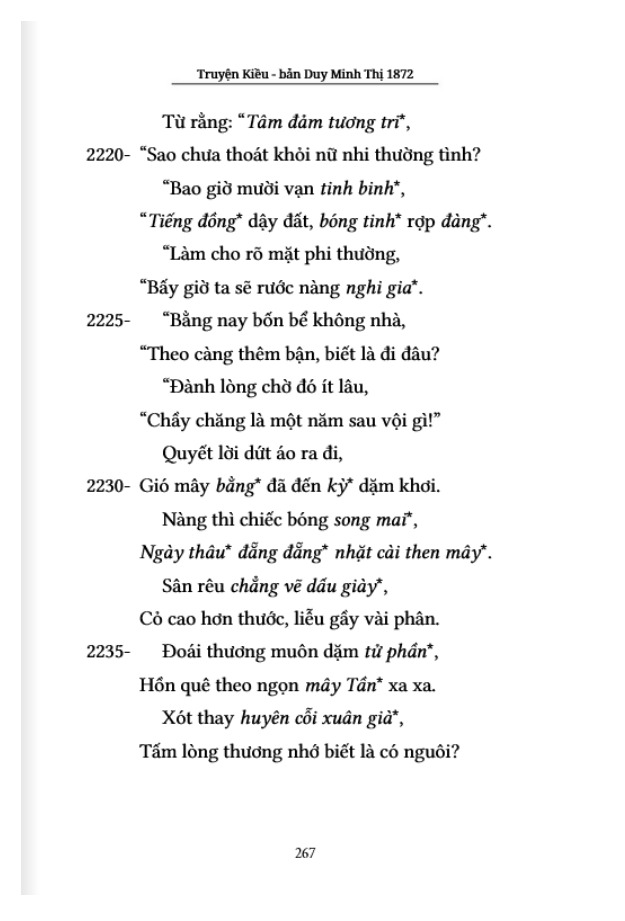 Truyện Kiều - bản Duy Minh Thị 1872
Từ rằng: “Tâm đảm tương tri*,
2220- “Sao chưa thoát khỏi nữ nhi thường tình?
“Bao giờ mười vạn tinh binh*,
“Tiếng đồng* dậy đất, bóng tinh* rợp đàng*.
“Làm cho rõ mặt phi thường,
“Bấy giờ ta sẽ rước nàng nghi gia*.
2225- “Bằng nay bốn bể không nhà,
“Theo càng thêm bận, biết là đi đâu?
“Đành lòng chờ đó ít lâu,
“Chầy chăng là một năm sau vội gì!”
Quyết lời dứt áo ra đi,
2230- Gió mây bằng* đã đến kỳ* dặm khơi.
Nàng thì chiếc bóng song mai*,
Ngày thâu* đẵng đẵng* nhặt cài then mây*.
Sân rêu chẳng vẽ dấu giày*,
Cỏ cao hơn thước, liễu gầy vài phân.
2235- Đoái thương muôn dặm tử phần*,
Hồn quê theo ngọn mây Tần* xa xa.
Xót thay huyên cỗi xuân già*,
Tấm lòng thương nhớ biết là có nguôi?
267